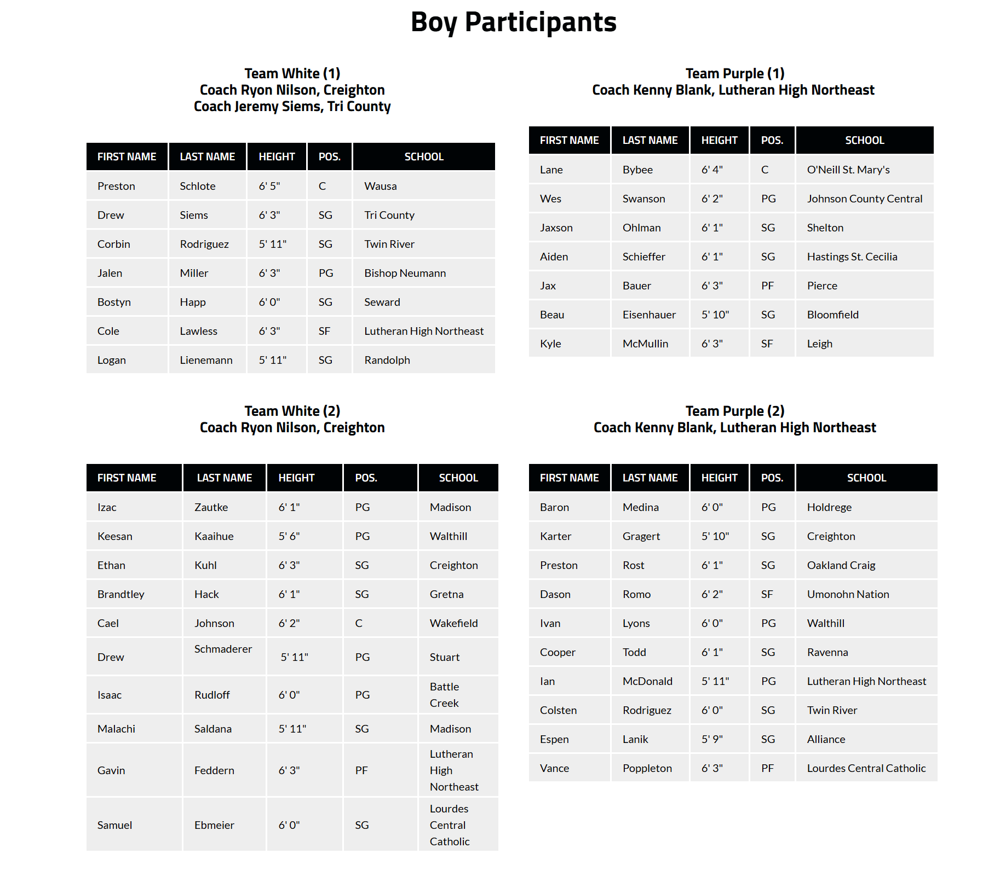 Boy Participants
Team White (1)
Coach Ryon Nilson, Creighton
Coach Jeremy Siems, Tri County
FIRST NAME LAST NAME HEIGHT POS. SCHOOL
Preston Schlote 6' 5" C Wausa
Drew Siems 6' 3" SG Tri County
Corbin Rodriguez 5' 11" SG Twin River
Jalen Miller 6' 3" PG Bishop Neumann
Bostyn Happ 6' 0" SG Seward
Cole Lawless 6' 3" SF Lutheran High Northeast
Logan Lienemann 5' 11" SG Randolph
Team Purple (1)
Coach Kenny Blank, Lutheran High Northeast
FIRST NAME LAST NAME HEIGHT POS. SCHOOL
Lane Bybee 6' 4" C O'Neill St. Mary's
Wes Swanson 6' 2" PG Johnson County Central
Jaxson Ohlman 6' 1" SG Shelton
Aiden Schieffer 6' 1" SG Hastings St. Cecilia
Jax Bauer 6' 3" PF Pierce
Beau Eisenhauer 5' 10" SG Bloomfield
Kyle McMullin 6' 3" SF Leigh
Team White (2)
Coach Ryon Nilson, Creighton
FIRST NAME LAST NAME HEIGHT POS. SCHOOL
Izac Zautke 6' 1" PG Madison
Keesan Kaaihue 5' 6" PG Walthill
Ethan Kuhl 6' 3" SG Creighton
Brandtley Hack 6' 1" SG Gretna
Cael Johnson 6' 2" C Wakefield
Drew Schmaderer 5' 11" PG Stuart
Isaac Rudloff 6' 0" PG Battle
Creek
Malachi Saldana 5' 11" SG Madison
Gavin Feddern 6' 3" PF Lutheran
High
Northeast
Samuel Ebmeier 6' 0" SG Lourdes
Central
Catholic
Team Purple (2)
Coach Kenny Blank, Lutheran High Northeast
FIRST NAME LAST NAME HEIGHT POS. SCHOOL
Baron Medina 6' 0" PG Holdrege
Karter Gragert 5' 10" SG Creighton
Preston Rost 6' 1" SG Oakland Craig
Dason Romo 6' 2" SF Umonohn Nation
Ivan Lyons 6' 0" PG Walthill
Cooper Todd 6' 1" SG Ravenna
Ian McDonald 5' 11" PG Lutheran High Northeast
Colsten Rodriguez 6' 0" SG Twin River
Espen Lanik 5' 9" SG Alliance
Vance Poppleton 6' 3" PF Lourdes Central Catholic